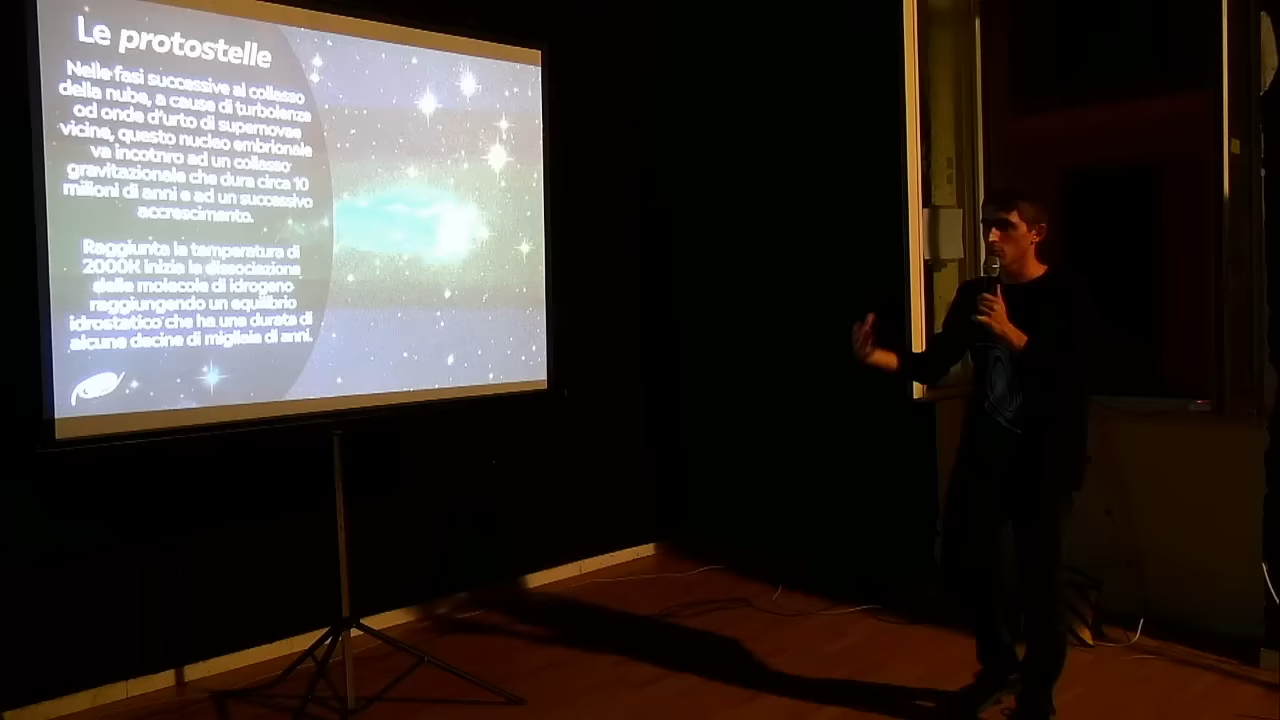 Le protostelle
Nelle fasi successive al collasso
della nube, a cause di turbolenze
od onde d'urto di supernovae
vicine, questo nucleo embrionale
va incotnro ad un collasso
gravitazionale che dura circa 10
milioni di anni e ad un successivo
accrescimento.
Raggiunta la temperatura di
2000K inizia la dissociazione
delle molecole di idrogeno
raggiungendo un equilibrio
idrostatico che ha una durata di
alcune decine di migliaia di anni.